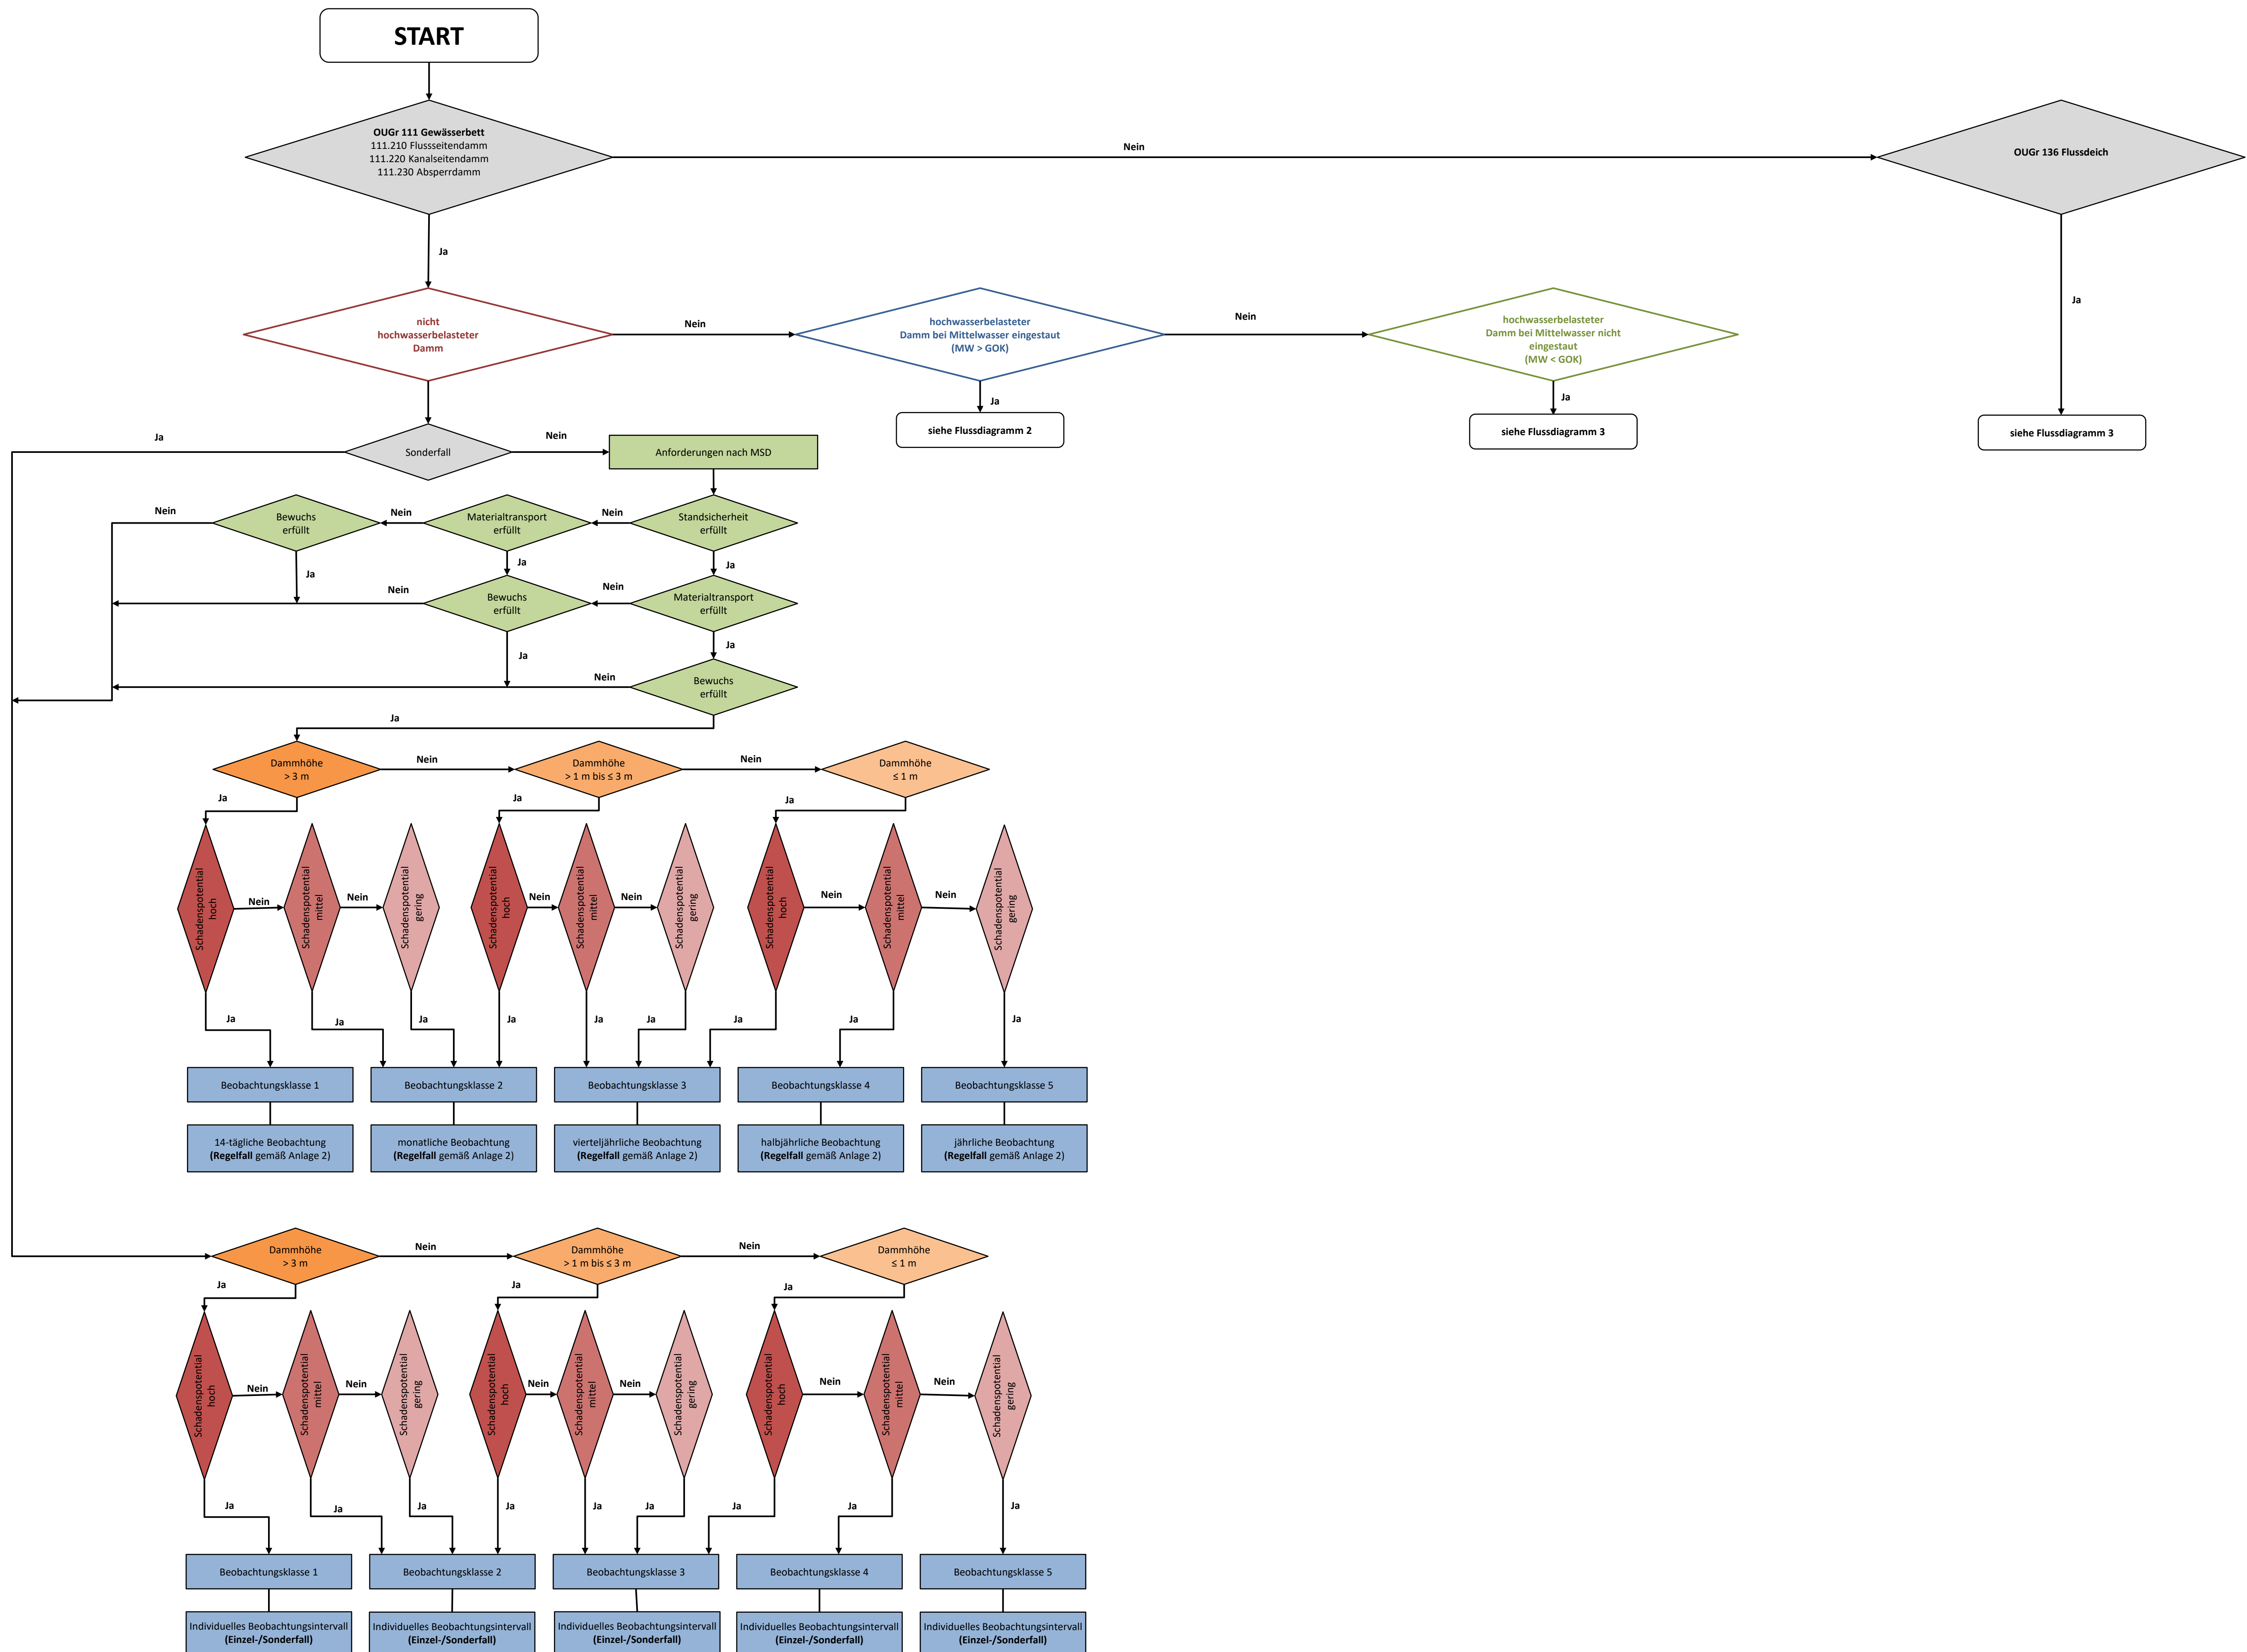 START
OUGr 111 Gewässerbett
111.210 Flussseitendamm
111.220 Kanalseitendamm
111.230 Absperrdamm
Nein
OUGr 136 Flussdeich
Ja
Ja
nicht
hochwasserbelasteter
Damm
Nein
hochwasserbelasteter
Damm bei Mittelwasser eingestaut
(MW > GOK)
Nein
hochwasserbelasteter
Damm bei Mittelwasser nicht
eingestaut
(MW < GOK)
Ja
Ja
siehe Flussdiagramm 2
siehe Flussdiagramm 3
siehe Flussdiagramm 3
Ja
Sonderfall
Nein
Anforderungen nach MSD
Nein
Bewuchs
erfüllt
Nein
Materialtransport
erfüllt
Nein
Standsicherheit
erfüllt
Ja
Ja
Ja
Nein
Bewuchs
erfüllt
Nein
Materialtransport
erfüllt
Ja
Ja
Nein
Bewuchs
erfüllt
Ja
Dammhöhe
> 3 m
Nein
Dammhöhe
> 1 m bis ≤ 3 m
Nein
Dammhöhe
≤ 1 m
Ja
Ja
Ja
Schadenspotential
hoch
Nein
Schadenspotential
mittel
Nein
Schadenspotential
gering
Schadenspotential
hoch
Nein
Schadenspotential
mittel
Nein
Schadenspotential
gering
Schadenspotential
hoch
Nein
Schadenspotential
mittel
Nein
Schadenspotential
gering
Ja
Ja
Ja
Ja
Ja
Ja
Ja
Ja
Ja
Beobachtungsklasse 1
Beobachtungsklasse 2
Beobachtungsklasse 3
Beobachtungsklasse 4
Beobachtungsklasse 5
14-tägliche Beobachtung
(Regelfall gemäß Anlage 2)
monatliche Beobachtung
(Regelfall gemäß Anlage 2)
vierteljährliche Beobachtung
(Regelfall gemäß Anlage 2)
halbjährliche Beobachtung
(Regelfall gemäß Anlage 2)
jährliche Beobachtung
(Regelfall gemäß Anlage 2)
Dammhöhe
> 3 m
Nein
Dammhöhe
> 1 m bis ≤ 3 m
Nein
Dammhöhe
≤ 1 m
Ja
Ja
Ja
Schadenspotential
hoch
Nein
Schadenspotential
mittel
Nein
Schadenspotential
gering
Schadenspotential
hoch
Nein
Schadenspotential
mittel
Nein
Schadenspotential
gering
Schadenspotential
hoch
Nein
Schadenspotential
mittel
Nein
Schadenspotential
gering
Ja
Ja
Ja
Ja
Ja
Ja
Ja
Ja
Ja
Beobachtungsklasse 1
Beobachtungsklasse 2
Beobachtungsklasse 3
Beobachtungsklasse 4
Beobachtungsklasse 5
Individuelles Beobachtungsintervall
(Einzel-/Sonderfall)
Individuelles Beobachtungsintervall
(Einzel-/Sonderfall)
Individuelles Beobachtungsintervall
(Einzel-/Sonderfall)
Individuelles Beobachtungsintervall
(Einzel-/Sonderfall)
Individuelles Beobachtungsintervall
(Einzel-/Sonderfall)